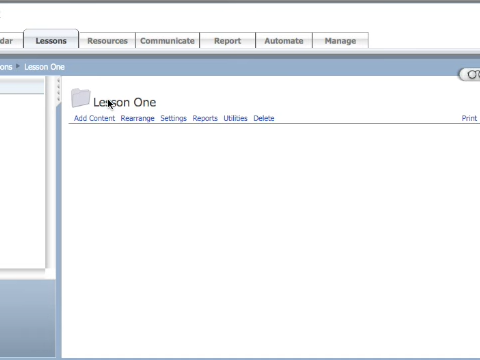 dar Lessons Resources Communicate Report Automate Manage
ons Lesson One
Lesson One
Add Content Rearrange Settings Reports Utilities Delete Print